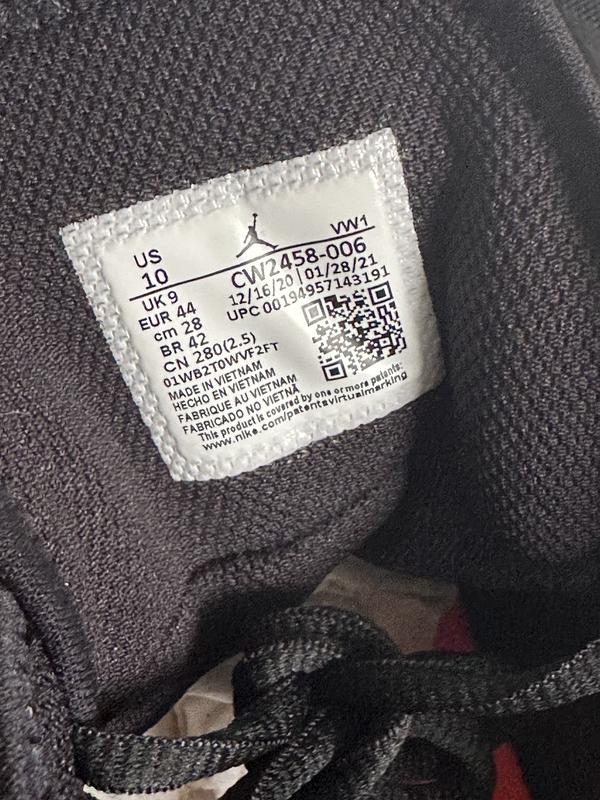 US
10
VW1
UK 9
CW2458-006
EUR 44
12/16/20 | 01/28/21
cm 28
UPC 00194957143191
BR 42
CN 280(2.5)
01WB2T0WVF2FT
MADE IN VIETNAM
HECHO EN VIETNAM
FABRIQUE AU VIETNAM
FABRICADO NO VIETNÃ
This product is covered by one or more patents:
www.nike.com/patentsvirtualmarking